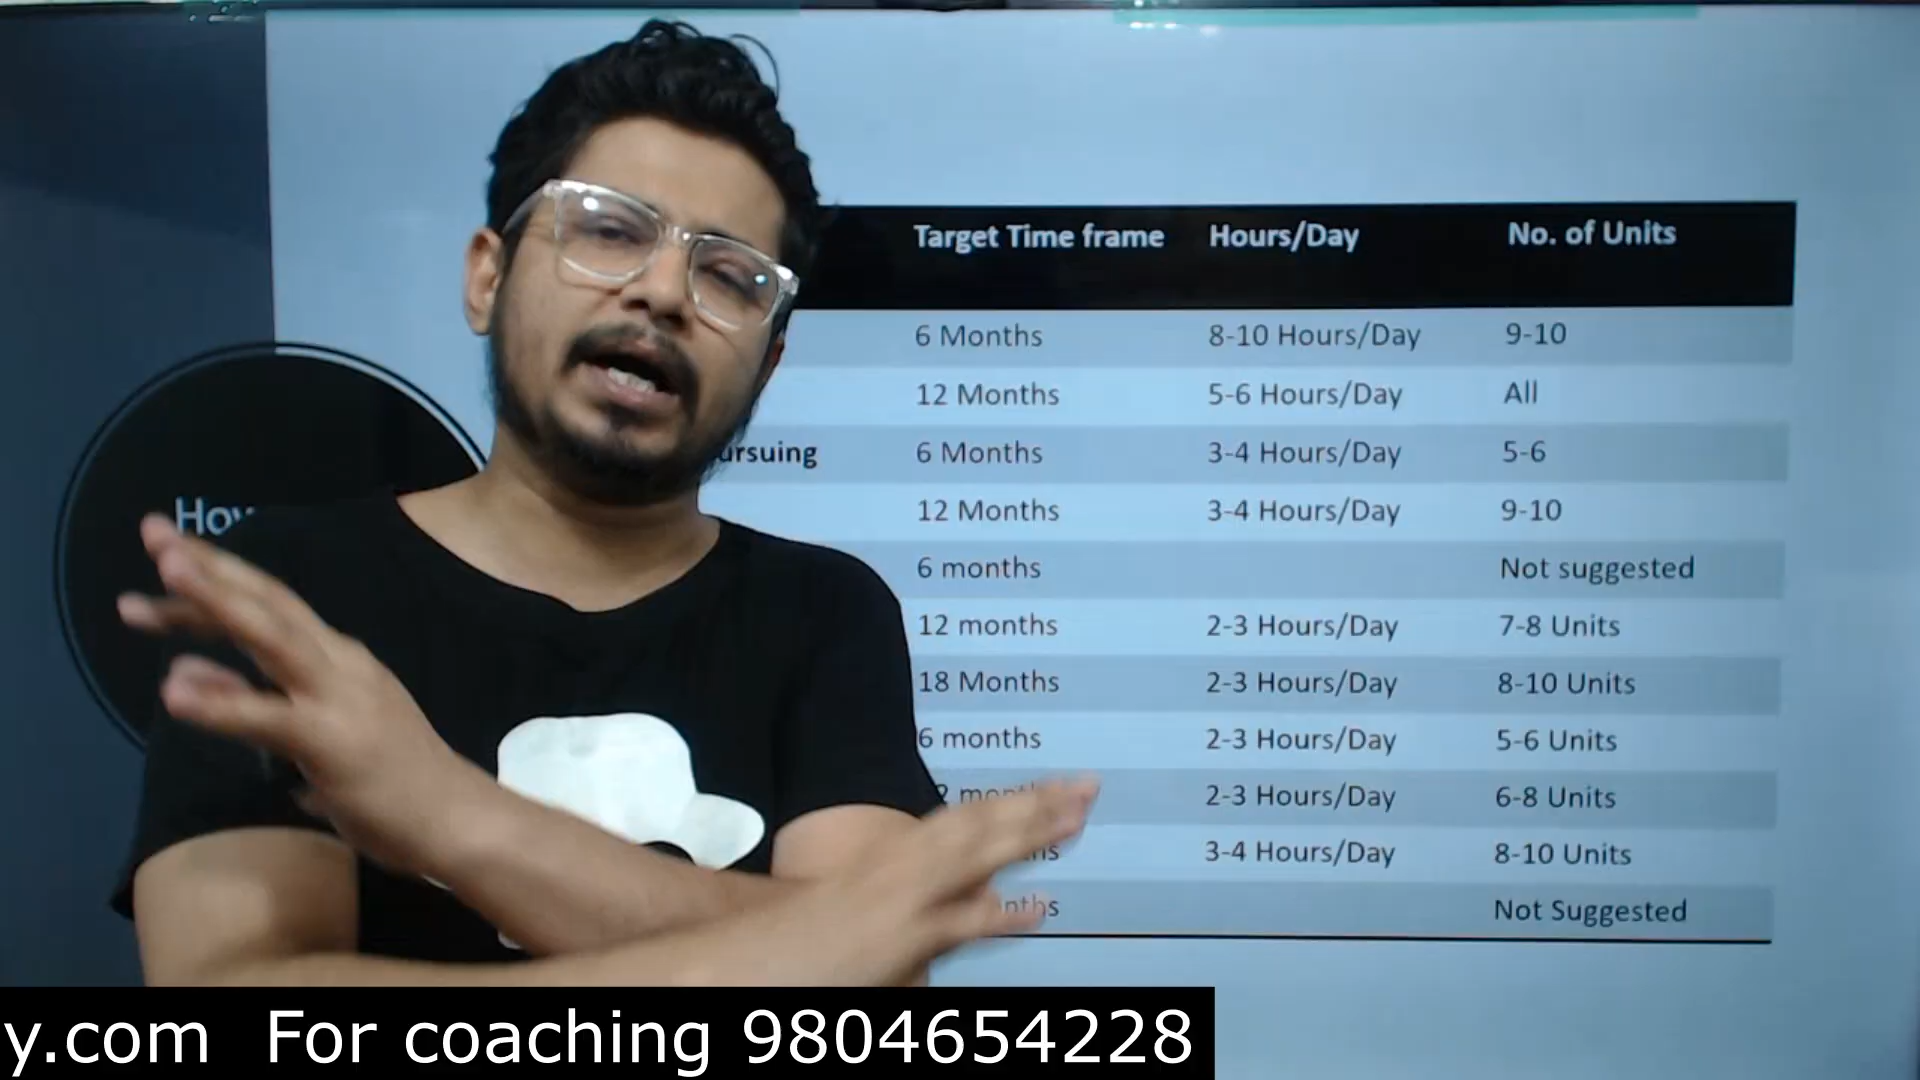 Target Time frame Hours/Day No. of Units
6 Months 8-10 Hours/Day 9-10
12 Months 5-6 Hours/Day All
6 Months 3-4 Hours/Day 5-6
12 Months 3-4 Hours/Day 9-10
6 months Not suggested
12 months 2-3 Hours/Day 7-8 Units
18 Months 2-3 Hours/Day 8-10 Units
6 months 2-3 Hours/Day 5-6 Units
2-3 Hours/Day 6-8 Units
3-4 Hours/Day 8-10 Units
Not Suggested
y.com For coaching 9804654228